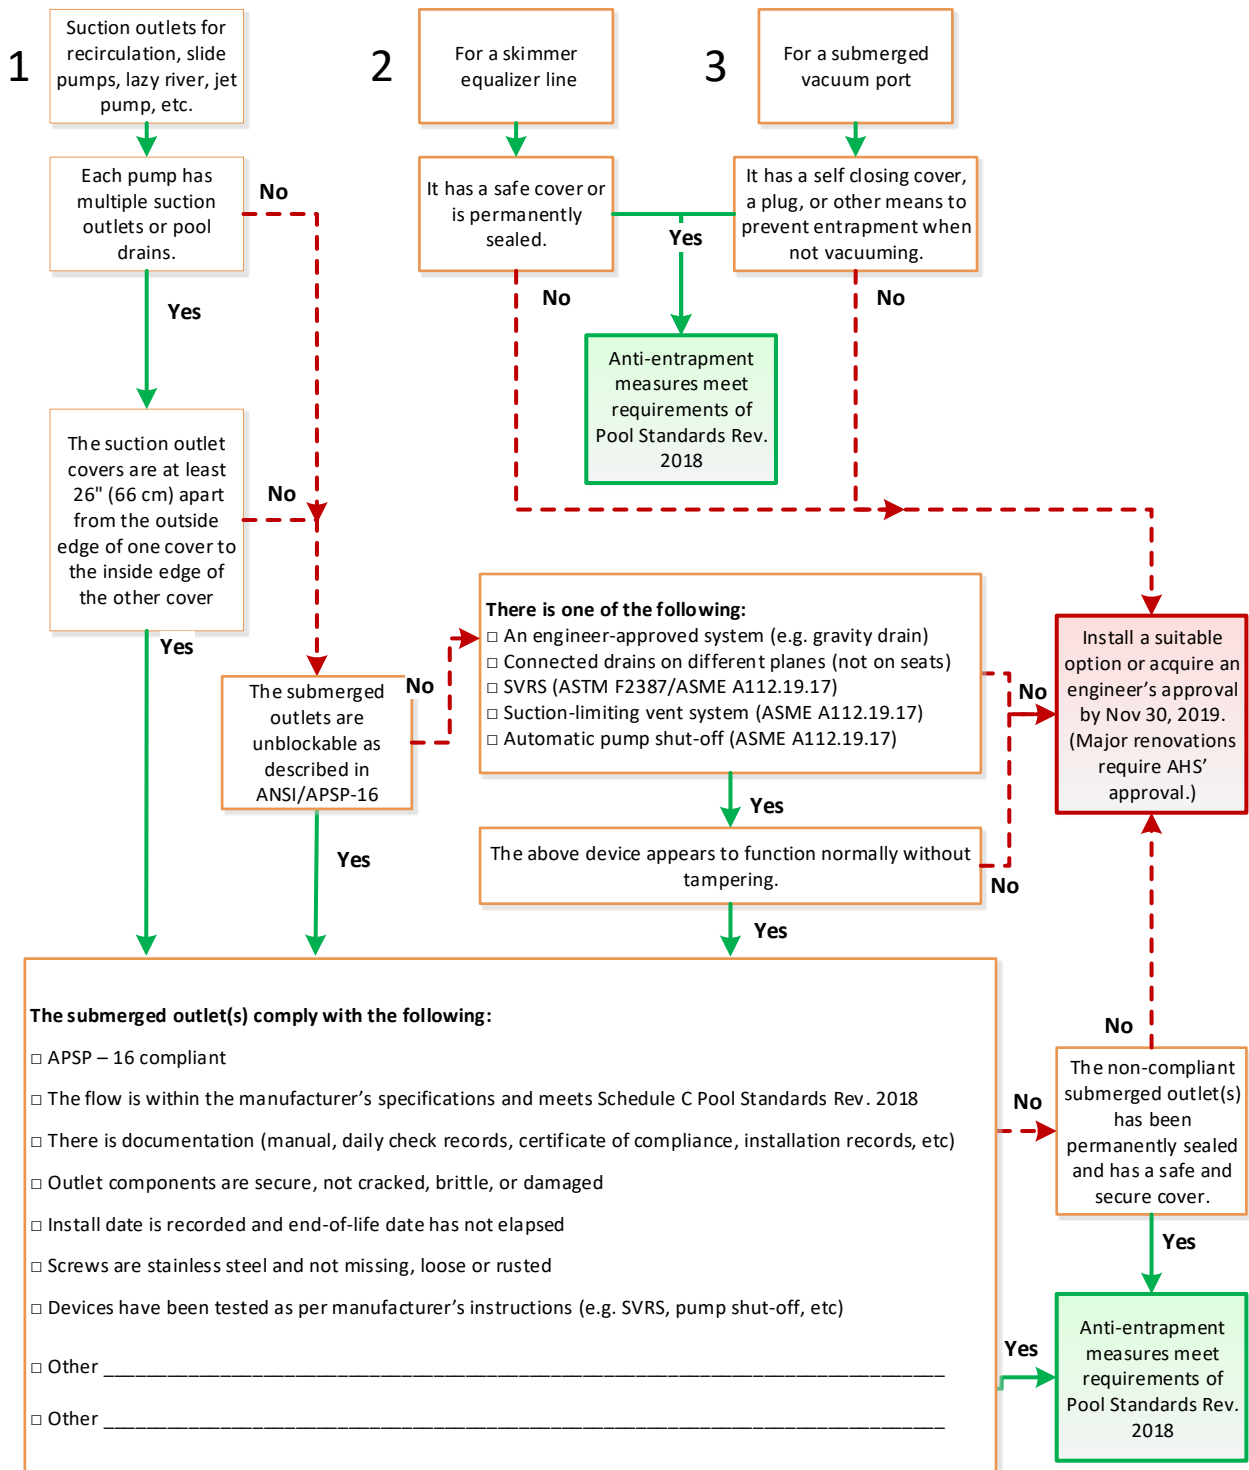 1
Suction outlets for
recirculation, slide
pumps, lazy river, jet
pump, etc.
2
For a skimmer
equalizer line
3
For a submerged
vacuum port
Each pump has
multiple suction
outlets or pool
drains.
No
It has a safe cover or
is permanently
sealed.
Yes
It has a self closing cover,
a plug, or other means to
prevent entrapment when
not vacuuming.
Yes
No
No
Anti-entrapment
measures meet
requirements of
Pool Standards Rev.
2018
The suction outlet
covers are at least
26" (66 cm) apart
from the outside
edge of one cover to
the inside edge of
the other cover
No
Yes
The submerged
outlets are
unblockable as
described in
ANSI/APSP-16
No
Yes
There is one of the following:
□ An engineer-approved system (e.g. gravity drain)
□ Connected drains on different planes (not on seats)
□ SVRS (ASTM F2387/ASME A112.19.17)
□ Suction-limiting vent system (ASME A112.19.17)
□ Automatic pump shut-off (ASME A112.19.17)
No
Yes
Install a suitable
option or acquire an
engineer’s approval
by Nov 30, 2019.
(Major renovations
require AHS’
approval.)
The above device appears to function normally without
tampering.
No
Yes
The submerged outlet(s) comply with the following:
□ APSP – 16 compliant
□ The flow is within the manufacturer’s specifications and meets Schedule C Pool Standards Rev. 2018
□ There is documentation (manual, daily check records, certificate of compliance, installation records, etc)
□ Outlet components are secure, not cracked, brittle, or damaged
□ Install date is recorded and end-of-life date has not elapsed
□ Screws are stainless steel and not missing, loose or rusted
□ Devices have been tested as per manufacturer’s instructions (e.g. SVRS, pump shut-off, etc)
□ Other ______________________________________________
□ Other ______________________________________________
No
No
The non-compliant
submerged outlet(s)
has been
permanently sealed
and has a safe and
secure cover.
Yes
Yes
Anti-entrapment
measures meet
requirements of
Pool Standards Rev.
2018